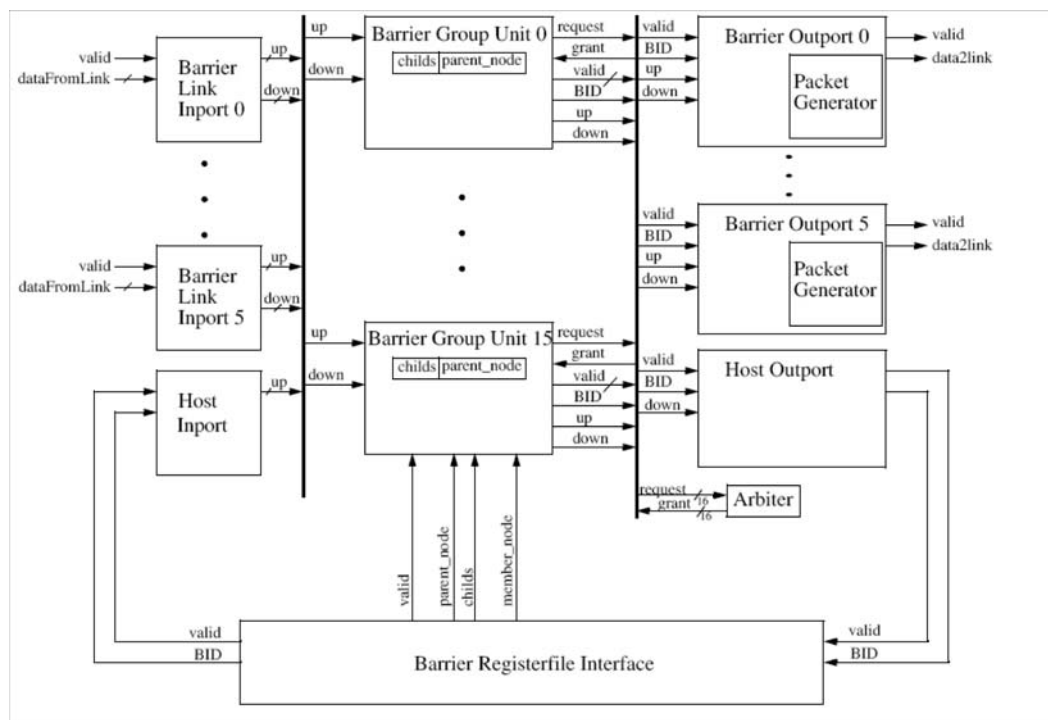 valid
dataFromLink
Barrier
Link
Inport 0
up
down
up
down
Barrier Group Unit 0
childs parent_node
request
grant
valid
BID
up
down
valid
BID
up
down
Barrier Outport 0
Packet
Generator
valid
data2link
valid
dataFromLink
Barrier
Link
Inport 5
up
down
valid
BID
up
down
Barrier Outport 5
Packet
Generator
valid
data2link
Host
Inport
up
up
down
Barrier Group Unit 15
childs parent_node
request
grant
valid
BID
up
down
valid
BID
down
Host Outport
request
16
grant
16
Arbiter
valid
parent_node
childs
member_node
valid
BID
Barrier Registerfile Interface
valid
BID